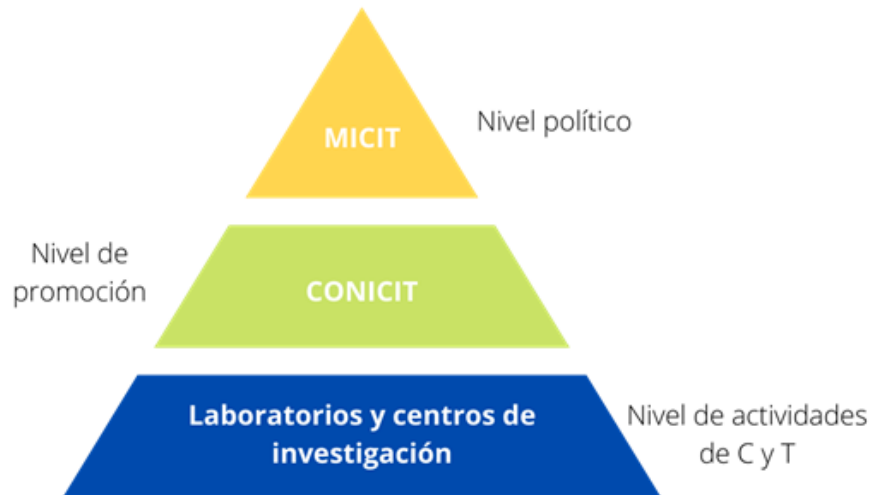 MICIT
Nivel político
Nivel de
promoción
CONICIT
Laboratorios y centros de
investigación
Nivel de actividades
de C y T